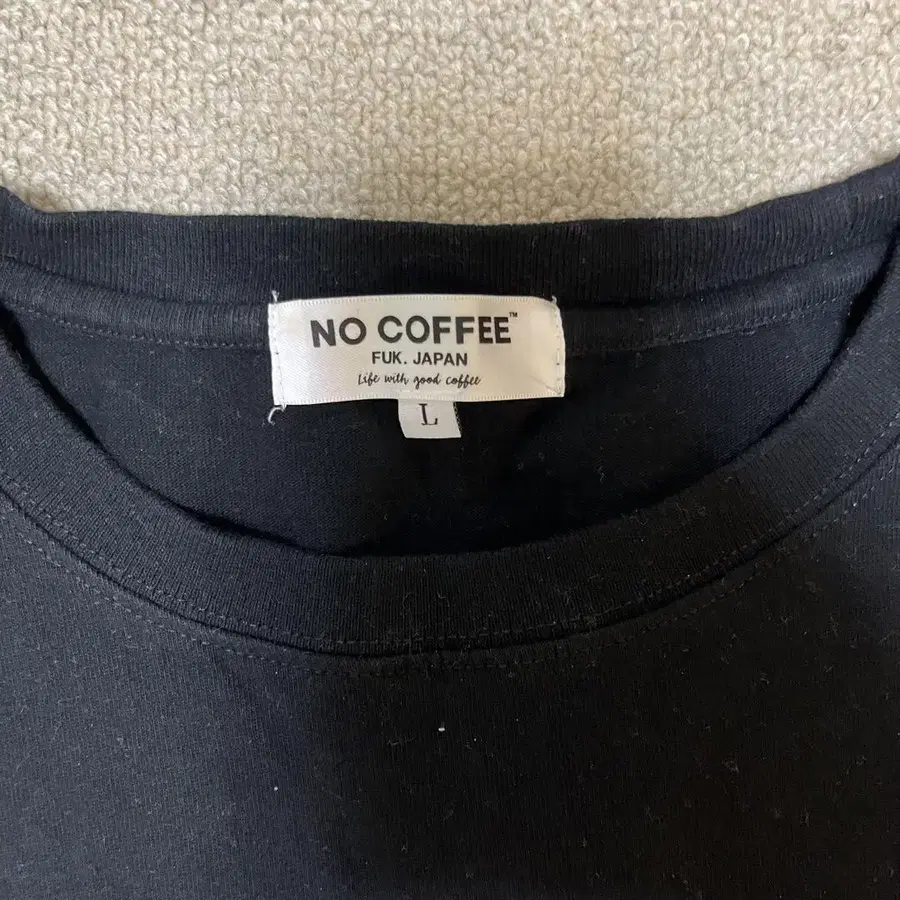 NO COFFEE™
FUK. JAPAN
Life with good coffee
L